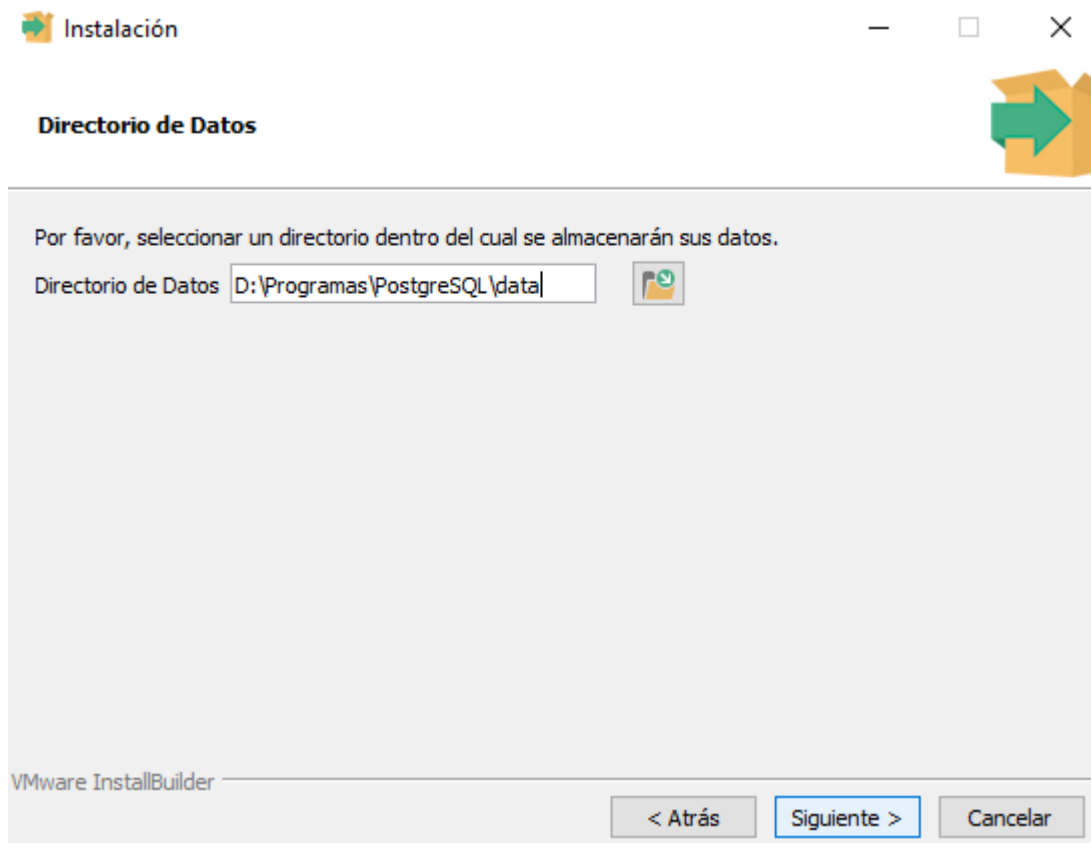 Instalación
Directorio de Datos
Por favor, seleccionar un directorio dentro del cual se almacenarán sus datos.
Directorio de Datos D:\Programas\PostgreSQL\data
VMware InstallBuilder
< Atrás Siguiente > Cancelar